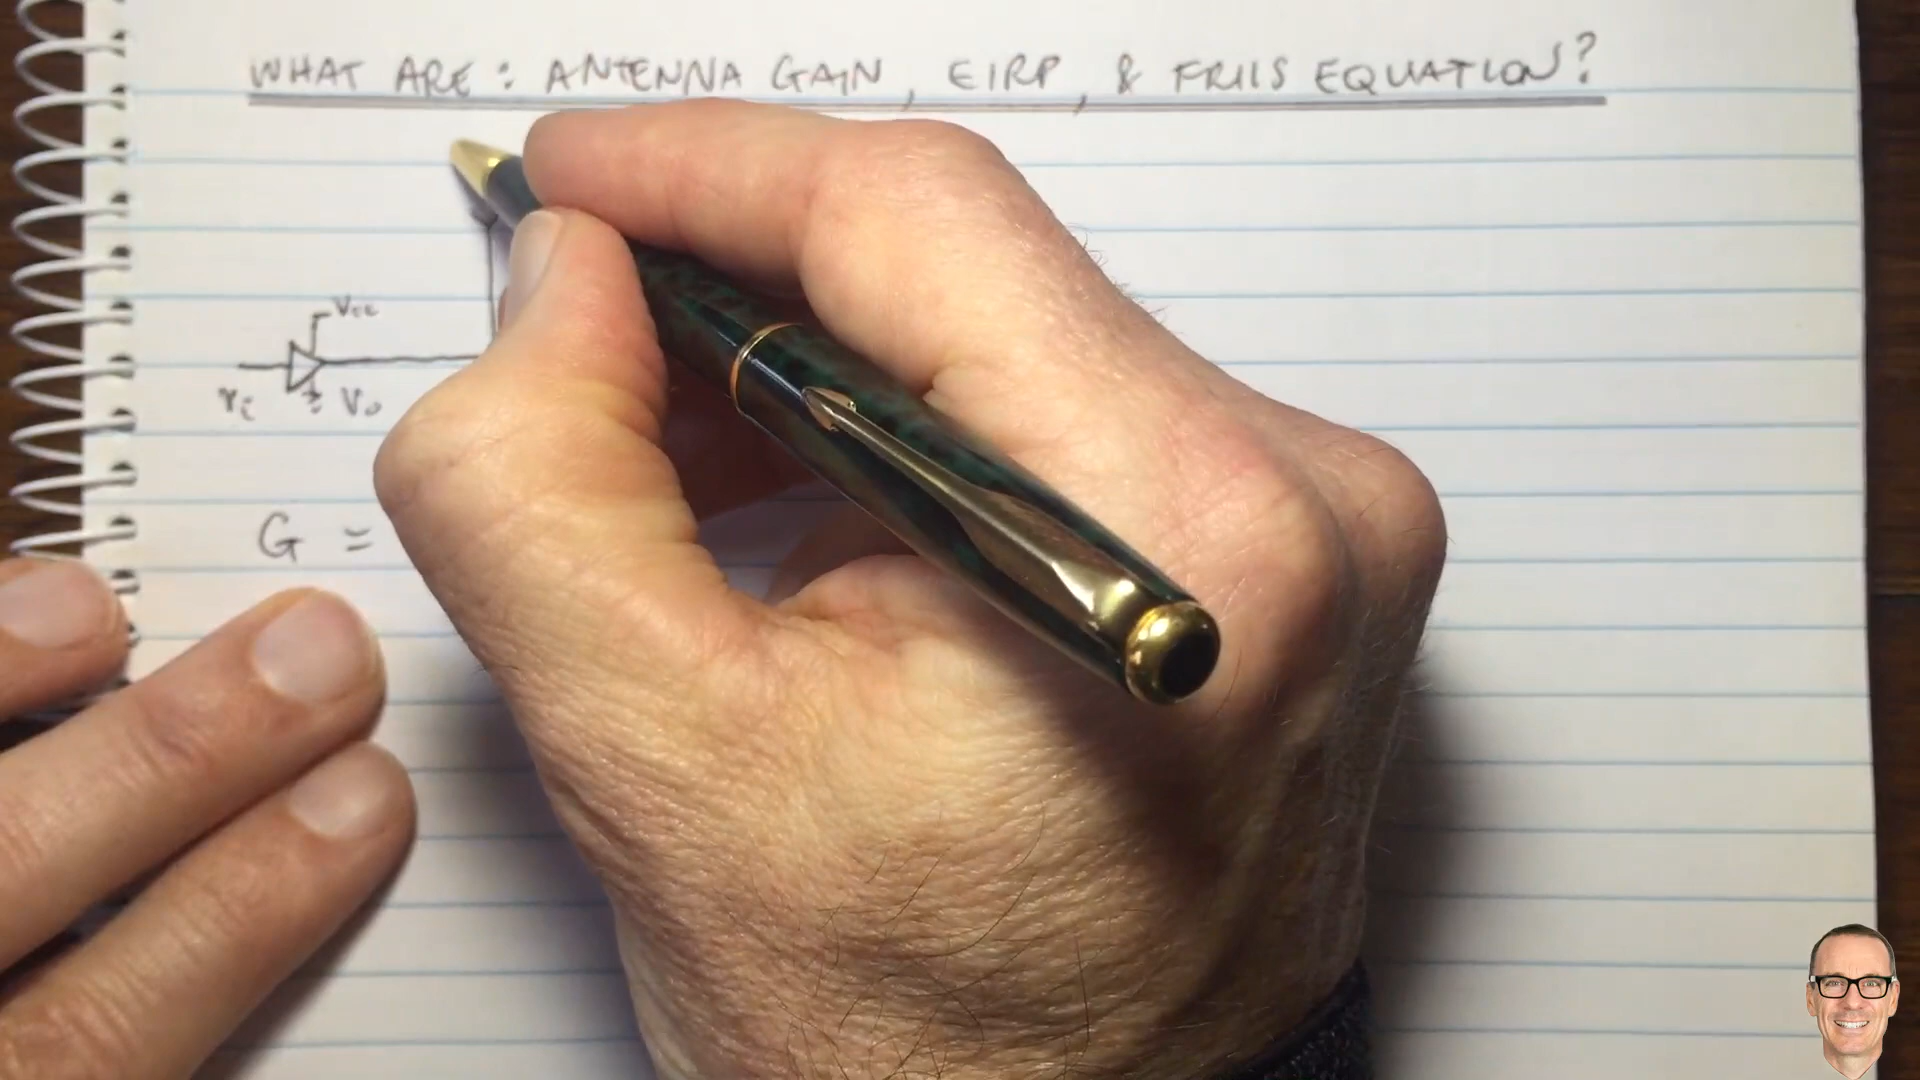 WHAT ARE : ANTENNA GAIN, EIRP, & FRIIS EQUATION?
Vcc
Vi Vo
G =